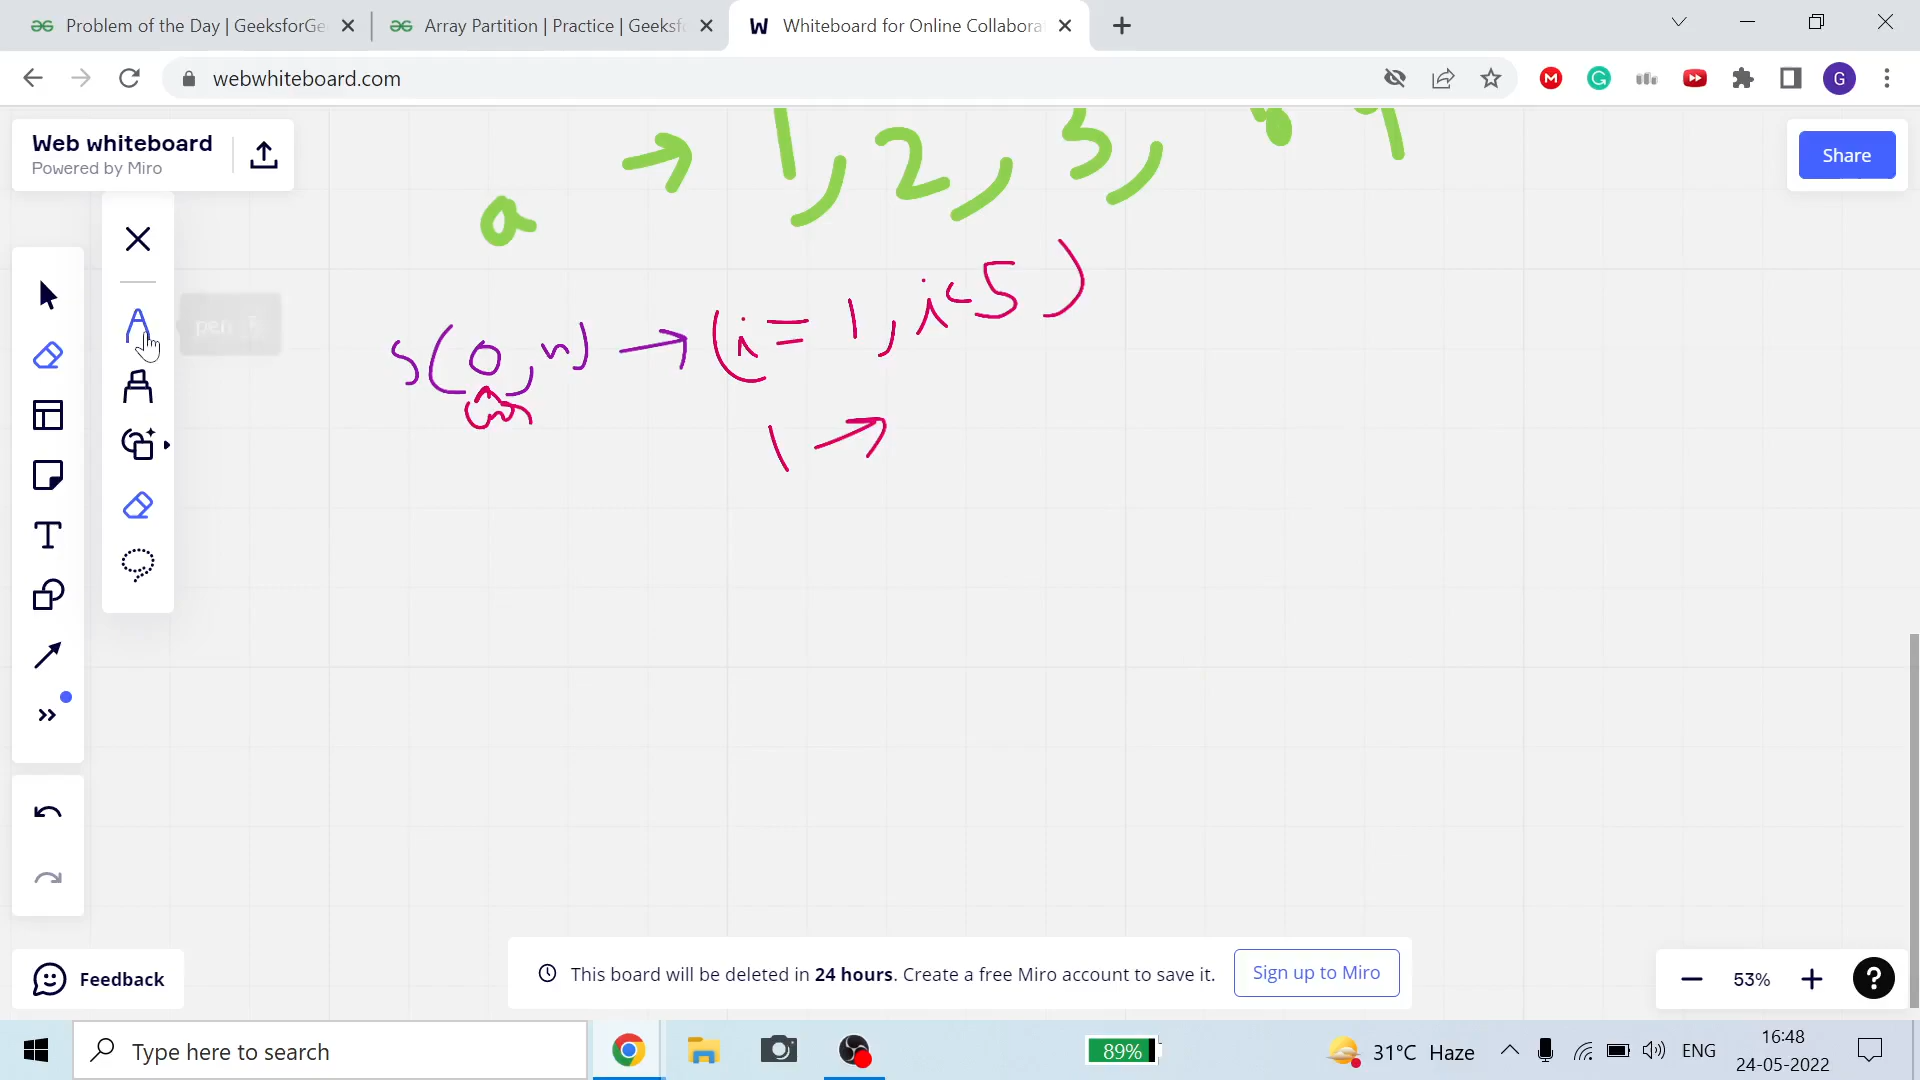 Problem of the Day | GeeksforGe
Array Partition | Practice | Geeksf
Whiteboard for Online Collabora
webwhiteboard.com
G
Web whiteboard
Powered by Miro
Share
a → 1, 2, 3,
pen
s(0, n) → (i = 1, i<5)
1 →
Feedback
This board will be deleted in 24 hours. Create a free Miro account to save it.
Sign up to Miro
53%
?
Type here to search
89%
31°C Haze
ENG
16:48
24-05-2022